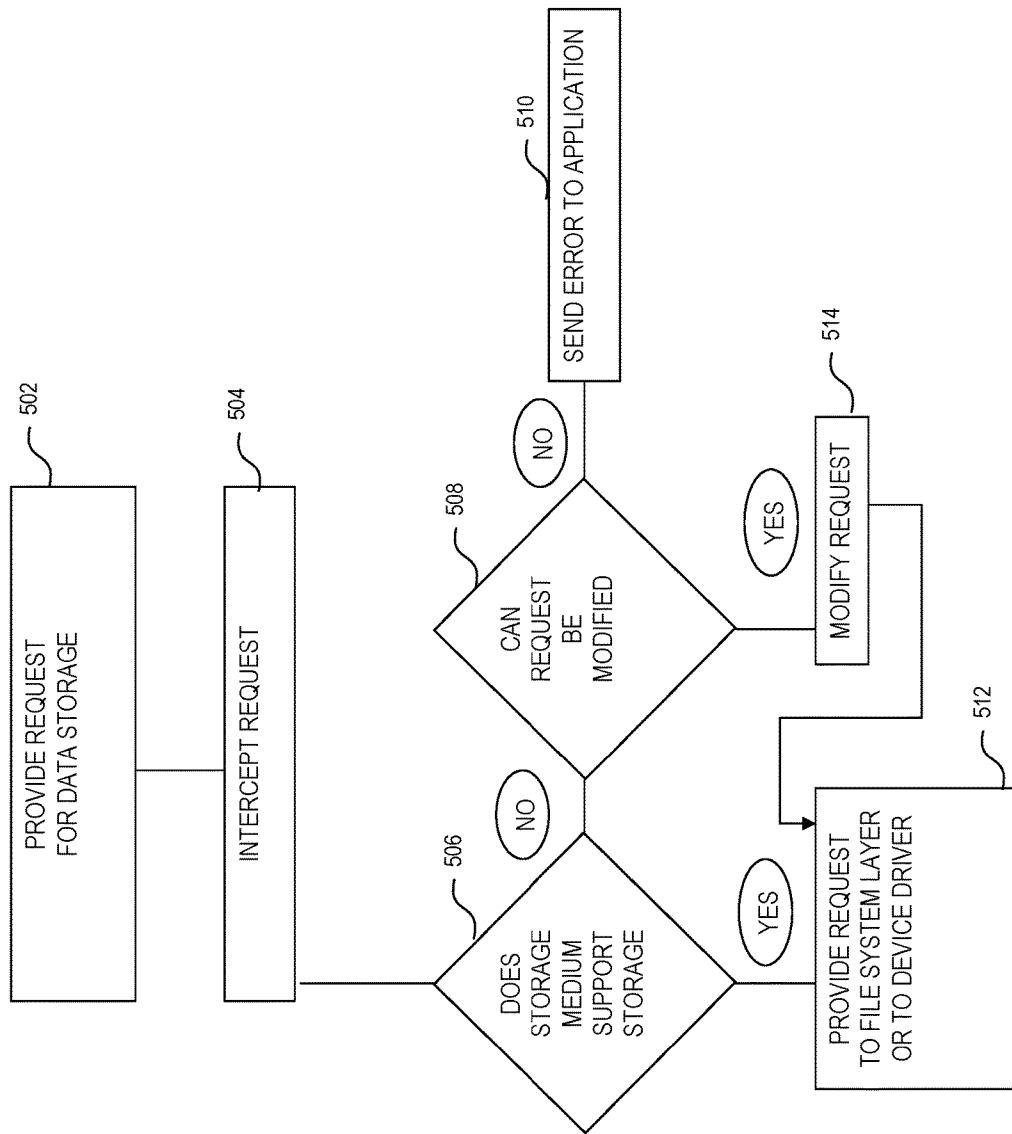 502
PROVIDE REQUEST
FOR DATA STORAGE
504
INTERCEPT REQUEST
506
DOES
STORAGE
MEDIUM
SUPPORT
STORAGE
NO
508
CAN
REQUEST
BE
MODIFIED
NO
510
SEND ERROR TO APPLICATION
YES
512
PROVIDE REQUEST
TO FILE SYSTEM LAYER
OR TO DEVICE DRIVER
YES
514
MODIFY REQUEST